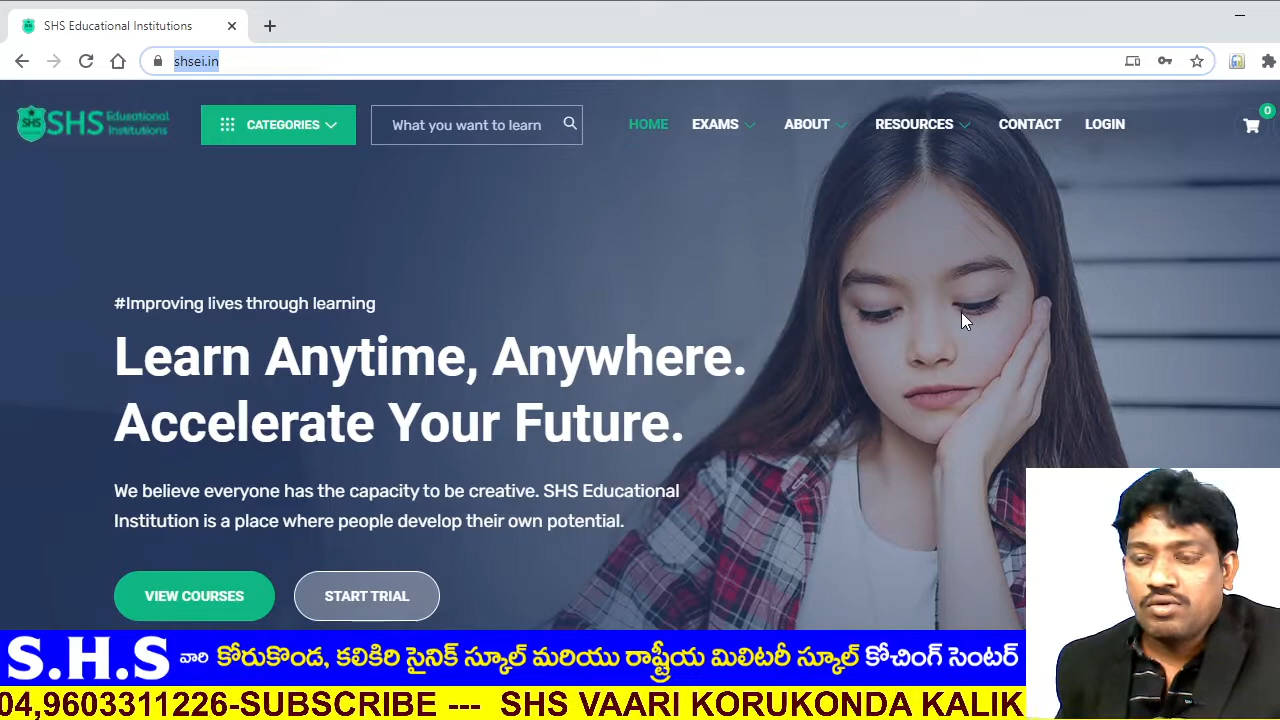 SHS Educational Institutions
shsei.in
SHS
SHS Educational Institutions
CATEGORIES
What you want to learn
HOME
EXAMS
ABOUT
RESOURCES
CONTACT
LOGIN
0
#Improving lives through learning
Learn Anytime, Anywhere.
Accelerate Your Future.
We believe everyone has the capacity to be creative. SHS Educational
Institution is a place where people develop their own potential.
VIEW COURSES
START TRIAL
S.H.S వారి కోరుకొండ, కలికిరి సైనిక్ స్కూల్ మరియు రాష్ట్రీయ మిలిటరీ స్కూల్ కోచింగ్ సెంటర్
04,9603311226-SUBSCRIBE --- SHS VAARI KORUKONDA KALIK